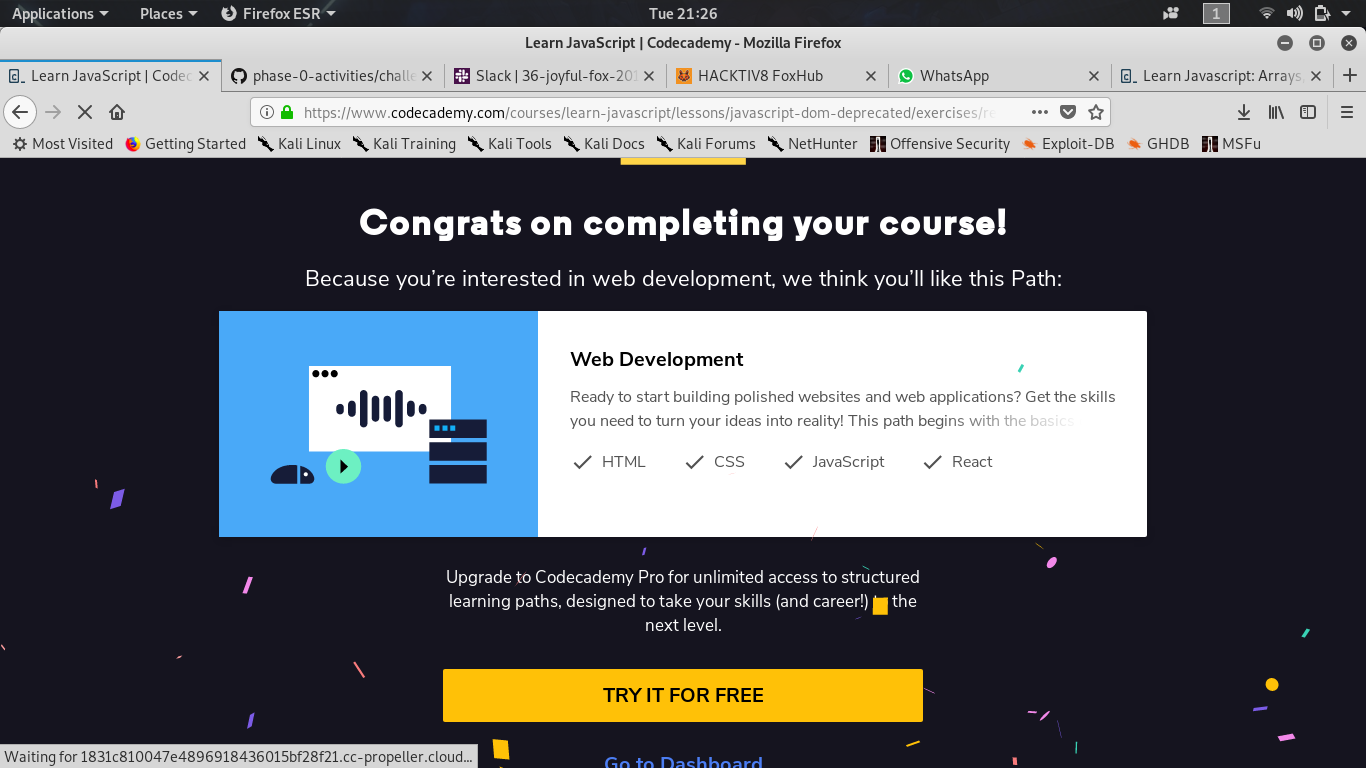 Applications Places Firefox ESR Tue 21:26 1
Learn JavaScript | Codecademy - Mozilla Firefox
Learn JavaScript | Codec phase-0-activities/challe Slack | 36-joyful-fox-201 HACKTIV8 FoxHub WhatsApp Learn Javascript: Arrays,
https://www.codecademy.com/courses/learn-javascript/lessons/javascript-dom-deprecated/exercises/re
Most Visited Getting Started Kali Linux Kali Training Kali Tools Kali Docs Kali Forums NetHunter Offensive Security Exploit-DB GHDB MSFu
Congrats on completing your course!
Because you’re interested in web development, we think you’ll like this Path:
Web Development
Ready to start building polished websites and web applications? Get the skills
you need to turn your ideas into reality! This path begins with the basics
HTML CSS JavaScript React
Upgrade to Codecademy Pro for unlimited access to structured
learning paths, designed to take your skills (and career!) to the
next level.
TRY IT FOR FREE
Go to Dashboard
Waiting for 1831c810047e4896918436015bf28f21.cc-propeller.cloud...